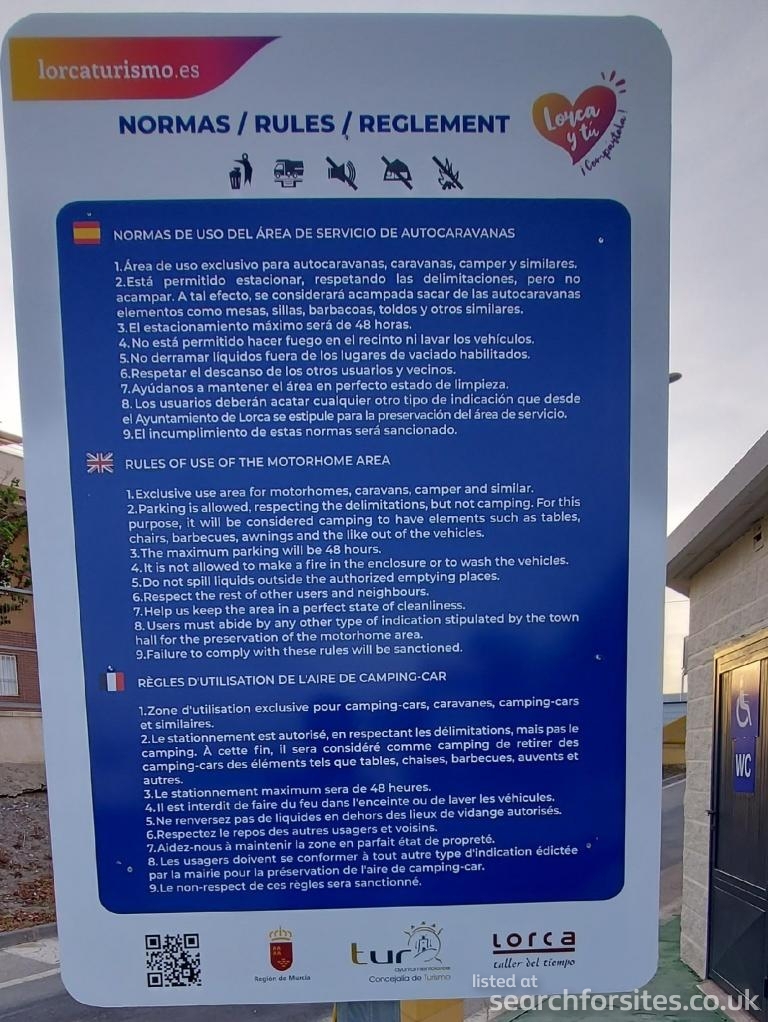 lorcaturismo.es
NORMAS / RULES / REGLEMENT
Lorca
y tú
¡Compártela!
NORMAS DE USO DEL ÁREA DE SERVICIO DE AUTOCARAVANAS
1.Área de uso exclusivo para autocaravanas, caravanas, camper y similares.
2.Está permitido estacionar, respetando las delimitaciones, pero no
acampar. A tal efecto, se considerará acampada sacar de las autocaravanas
elementos como mesas, sillas, barbacoas, toldos y otros similares.
3.El estacionamiento máximo será de 48 horas.
4.No está permitido hacer fuego en el recinto ni lavar los vehículos.
5.No derramar líquidos fuera de los lugares de vaciado habilitados.
6.Respetar el descanso de los otros usuarios y vecinos.
7.Ayúdanos a mantener el área en perfecto estado de limpieza.
8. Los usuarios deberán acatar cualquier otro tipo de indicación que desde
el Ayuntamiento de Lorca se estipule para la preservación del área de servicio.
9.El incumplimiento de estas normas será sancionado.
RULES OF USE OF THE MOTORHOME AREA
1.Exclusive use area for motorhomes, caravans, camper and similar.
2.Parking is allowed, respecting the delimitations, but not camping. For this
purpose, it will be considered camping to have elements such as tables,
chairs, barbecues, awnings and the like out of the vehicles.
3.The maximum parking will be 48 hours.
4.It is not allowed to make a fire in the enclosure or to wash the vehicles.
5.Do not spill liquids outside the authorized emptying places.
6.Respect the rest of other users and neighbours.
7.Help us keep the area in a perfect state of cleanliness.
8.Users must abide by any other type of indication stipulated by the town
hall for the preservation of the motorhome area.
9.Failure to comply with these rules will be sanctioned.
RÈGLES D'UTILISATION DE L'AIRE DE CAMPING-CAR
1.Zone d'utilisation exclusive pour camping-cars, caravanes, camping-cars
et similaires.
2.Le stationnement est autorisé, en respectant les délimitations, mais pas le
camping. À cette fin, il sera considéré comme camping de retirer des
camping-cars des éléments tels que tables, chaises, barbecues, auvents et
autres.
3.Le stationnement maximum sera de 48 heures.
4.Il est interdit de faire du feu dans l'enceinte ou de laver les véhicules.
5.Ne renversez pas de liquides en dehors des lieux de vidange autorisés.
6.Respectez le repos des autres usagers et voisins.
7.Aidez-nous à maintenir la zone en parfait état de propreté.
8.Les usagers doivent se conformer à tout autre type d'indication édictée
par la mairie pour la préservation de l'aire de camping-car.
9.Le non-respect de ces règles sera sanctionné.
WC
Región de Murcia
tur
ayuntamientolorca
Concejalía de Turismo
lorca
taller del tiempo
listed at
searchforsites.co.uk